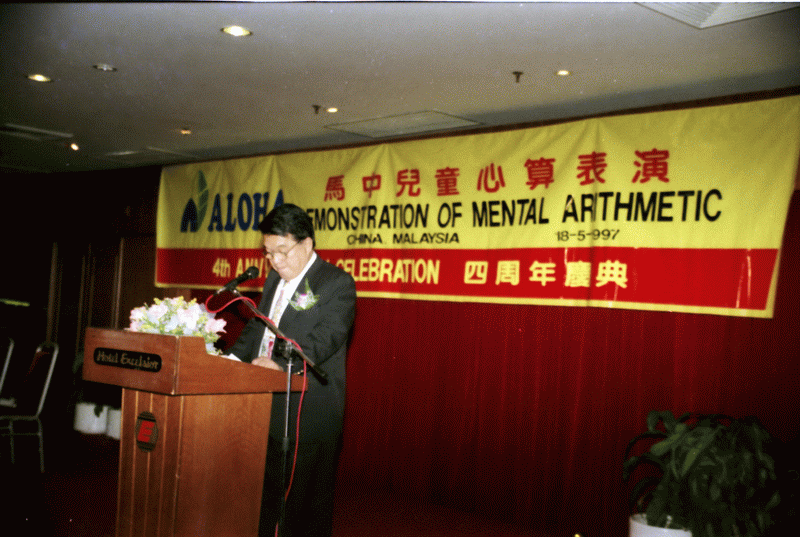 馬中兒童心算表演
ALOHA DEMONSTRATION OF MENTAL ARITHMETIC
CHINA. MALAYSIA 18-5-997
4th CELEBRATION 四周年慶典
Hotel Excelsior